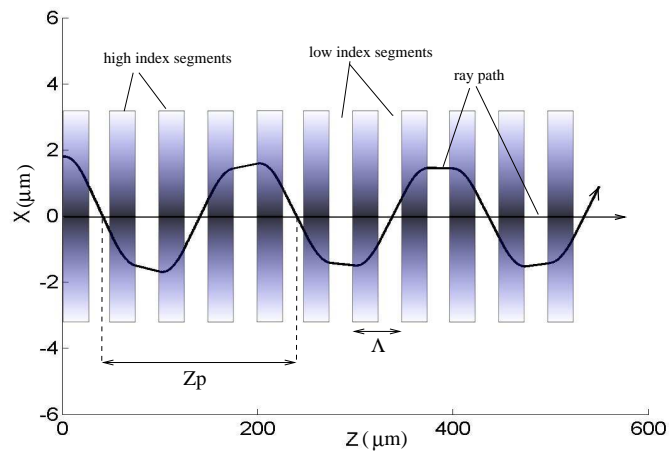 6
high index segments
low index segments
ray path
4
2
X(μm)
0
-2
Λ
-4
Zp
-6
0
200
400
600
Z(μm)